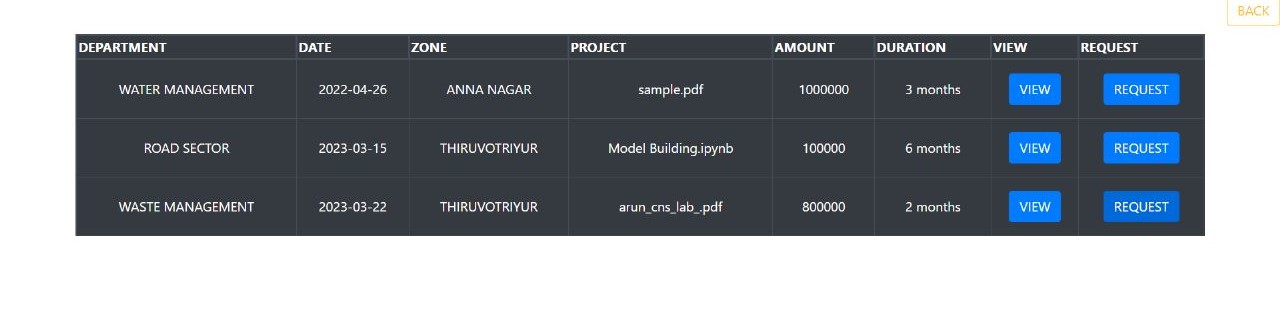 BACK
DEPARTMENT DATE ZONE PROJECT AMOUNT DURATION VIEW REQUEST
WATER MANAGEMENT 2022-04-26 ANNA NAGAR sample.pdf 1000000 3 months VIEW REQUEST
ROAD SECTOR 2023-03-15 THIRUVOTRIYUR Model Building.ipynb 100000 6 months VIEW REQUEST
WASTE MANAGEMENT 2023-03-22 THIRUVOTRIYUR arun_cns_lab_.pdf 800000 2 months VIEW REQUEST